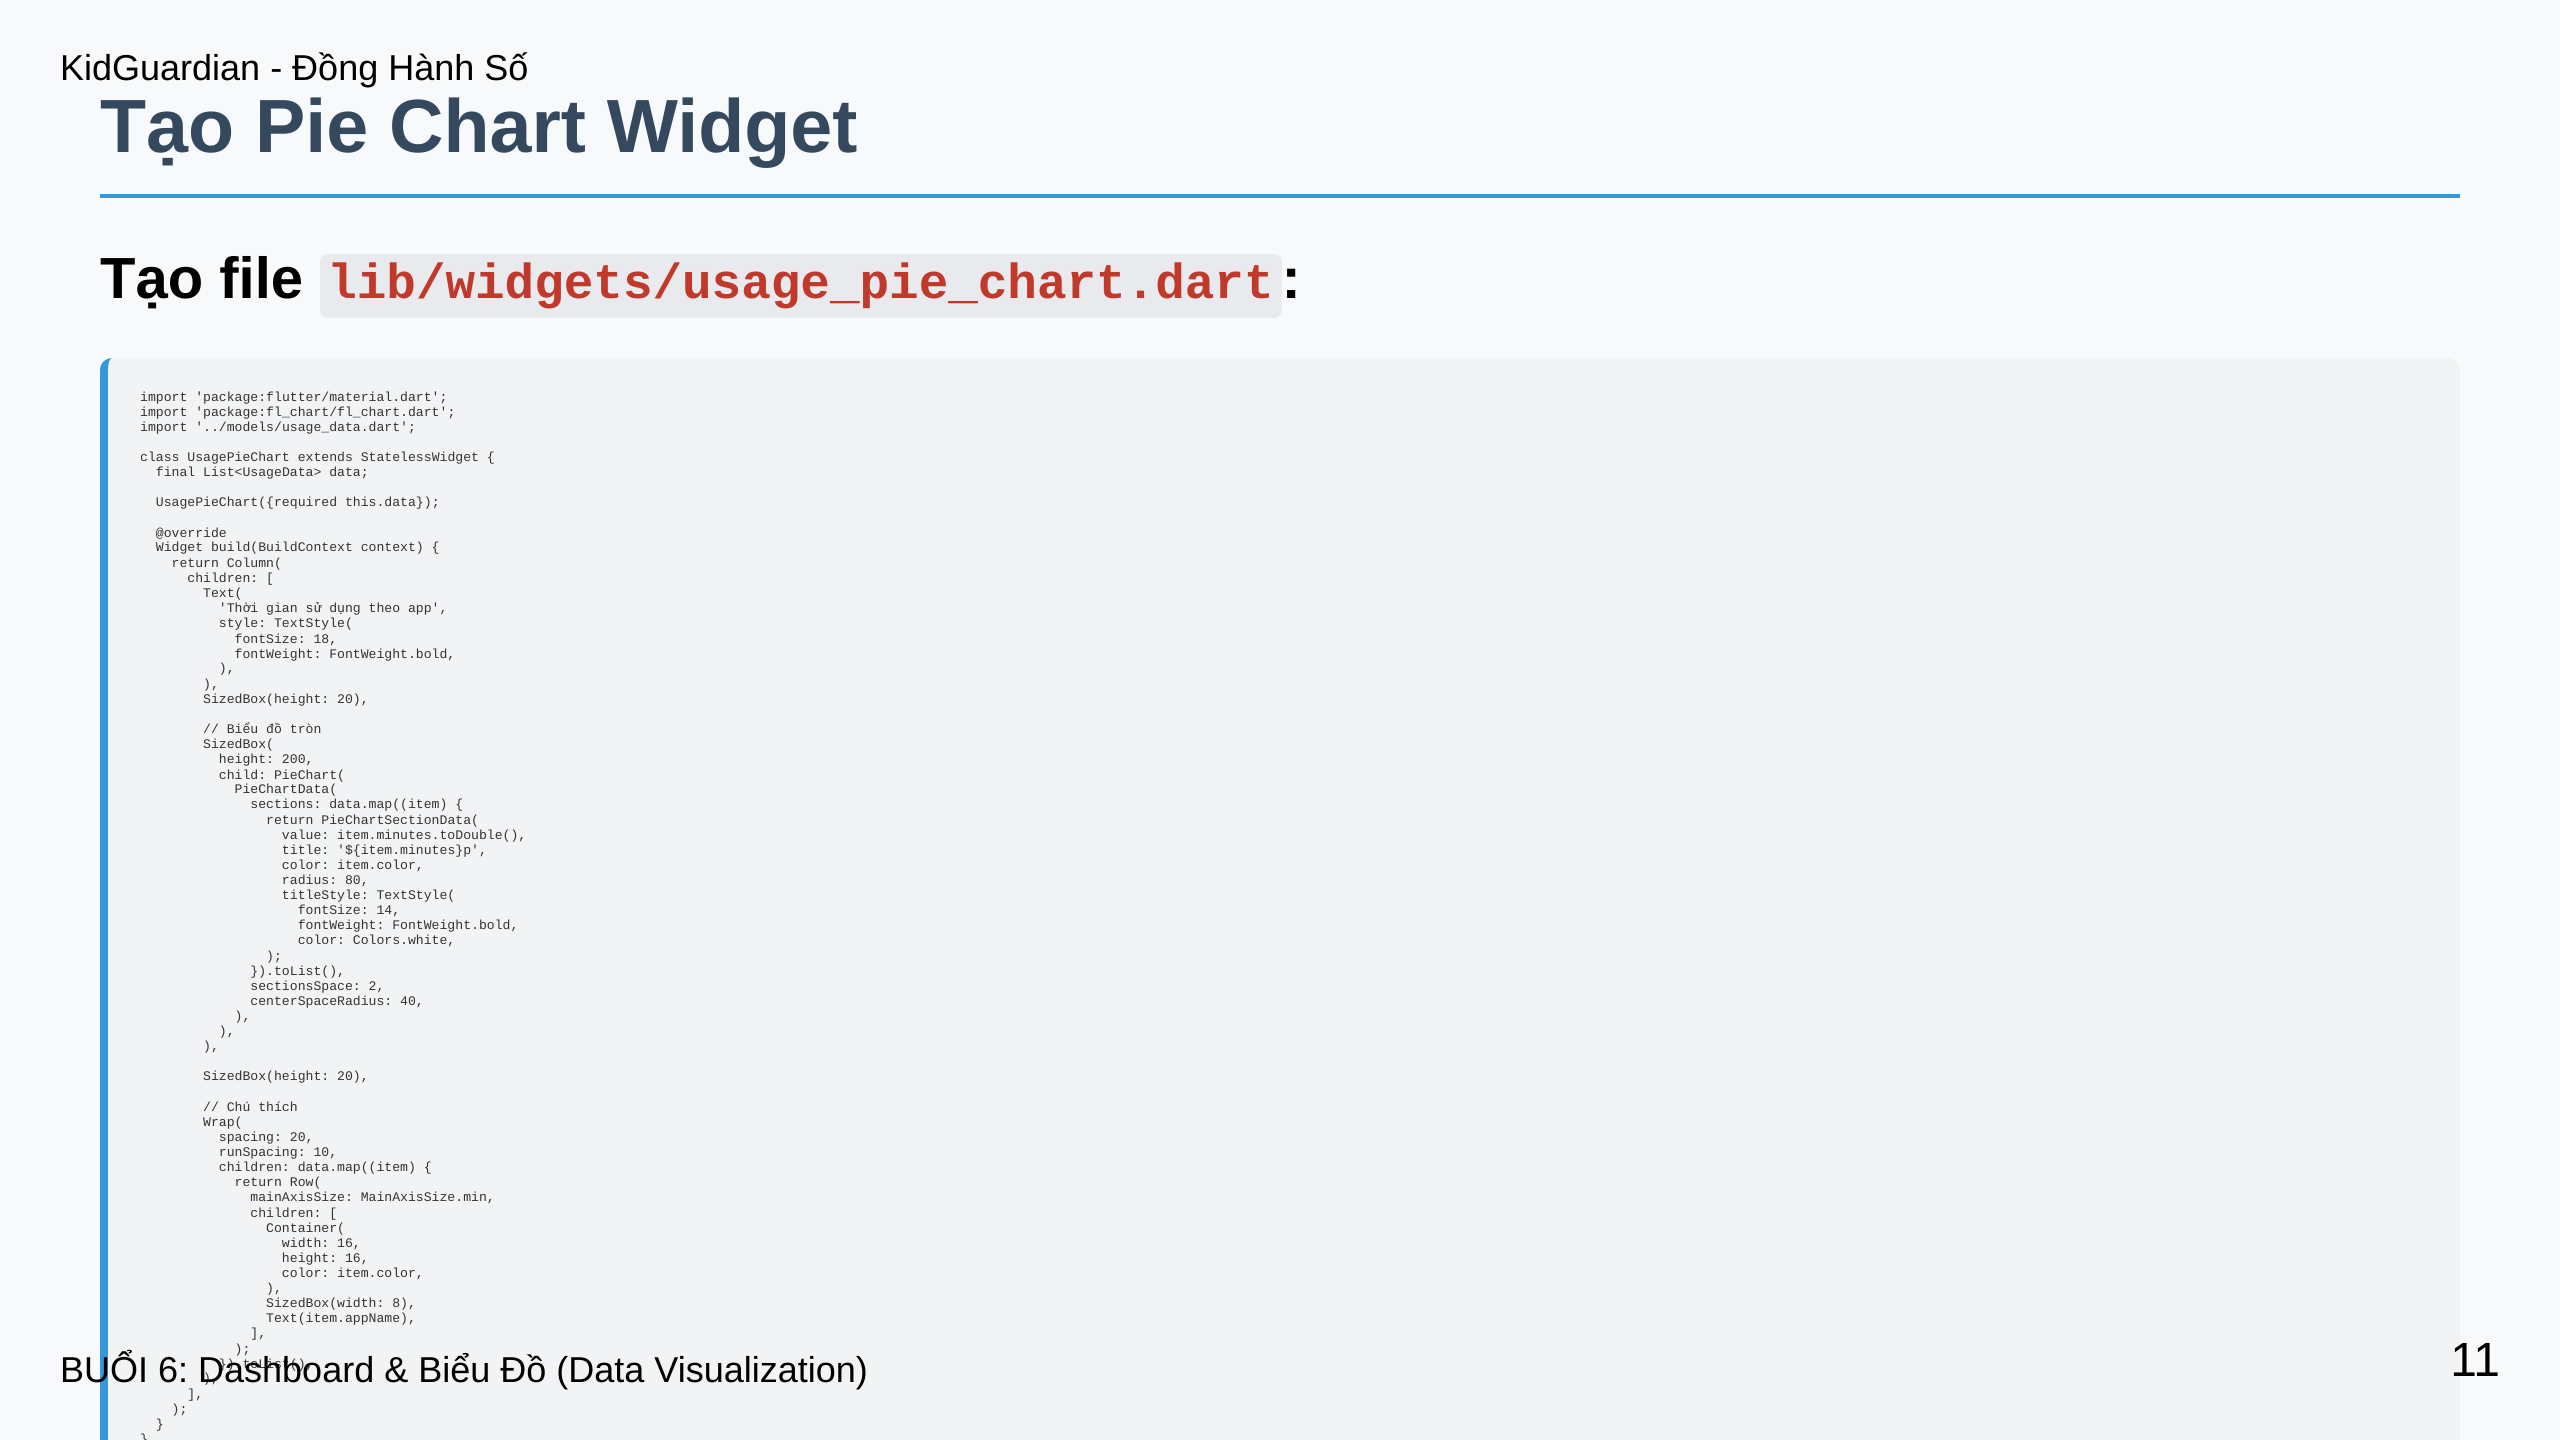 KidGuardian - Đồng Hành Số
Tạo Pie Chart Widget
Tạo file lib/widgets/usage_pie_chart.dart:
import 'package:flutter/material.dart';
import 'package:fl_chart/fl_chart.dart';
import '../models/usage_data.dart';
class UsagePieChart extends StatelessWidget {
  final List<UsageData> data;
  UsagePieChart({required this.data});
  @override
  Widget build(BuildContext context) {
    return Column(
      children: [
        Text(
          'Thời gian sử dụng theo app',
          style: TextStyle(
            fontSize: 18,
            fontWeight: FontWeight.bold,
          ),
        ),
        SizedBox(height: 20),
        // Biểu đồ tròn
        SizedBox(
          height: 200,
          child: PieChart(
            PieChartData(
              sections: data.map((item) {
                return PieChartSectionData(
                  value: item.minutes.toDouble(),
                  title: '${item.minutes}p',
                  color: item.color,
                  radius: 80,
                  titleStyle: TextStyle(
                    fontSize: 14,
                    fontWeight: FontWeight.bold,
                    color: Colors.white,
                );
              }).toList(),
              sectionsSpace: 2,
              centerSpaceRadius: 40,
            ),
          ),
        ),
        SizedBox(height: 20),
        // Chú thích
        Wrap(
          spacing: 20,
          runSpacing: 10,
          children: data.map((item) {
            return Row(
              mainAxisSize: MainAxisSize.min,
              children: [
                Container(
                  width: 16,
                  height: 16,
                  color: item.color,
                ),
                SizedBox(width: 8),
                Text(item.appName),
              ],
            );
          }).toList(),
        ),
      ],
    );
  }
}
BUỔI 6: Dashboard & Biểu Đồ (Data Visualization)
11